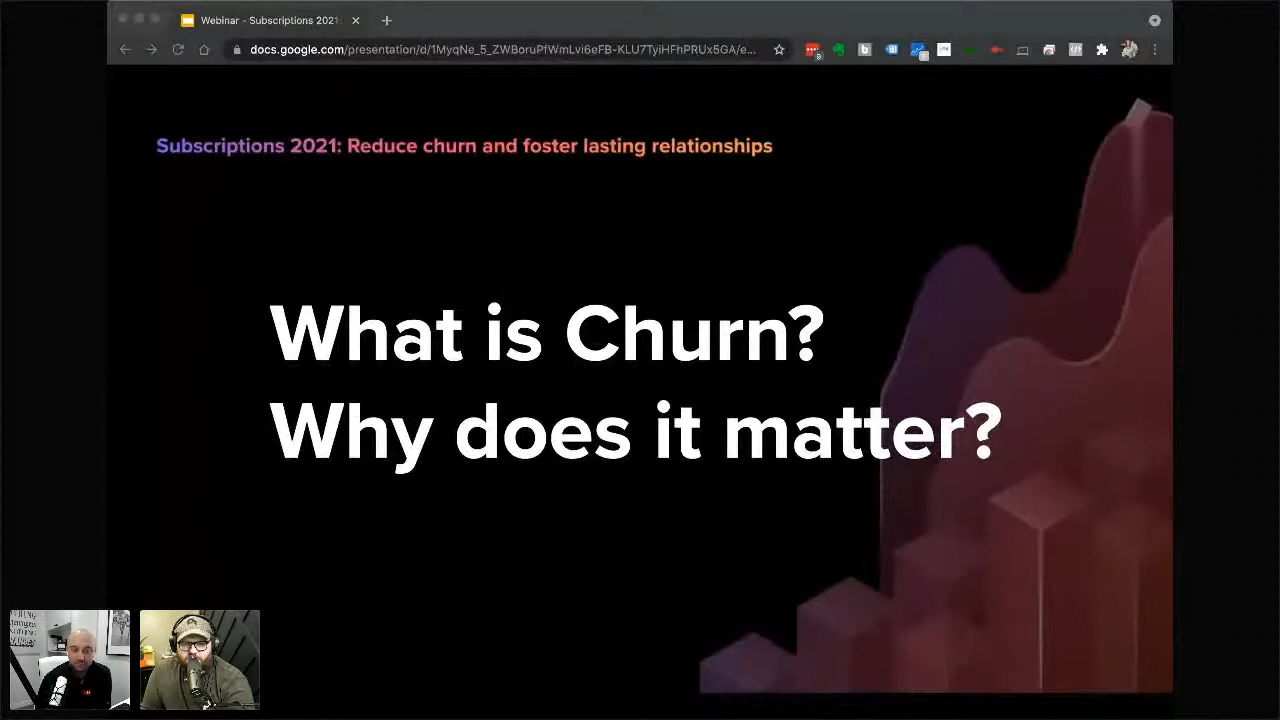 Webinar - Subscriptions 2021:
docs.google.com/presentation/d/1MyqNe_5_ZWBoruPfWmLvi6eFB-KLU7TyiHFhPRUx5GA/e...
Subscriptions 2021: Reduce churn and foster lasting relationships
What is Churn?
Why does it matter?